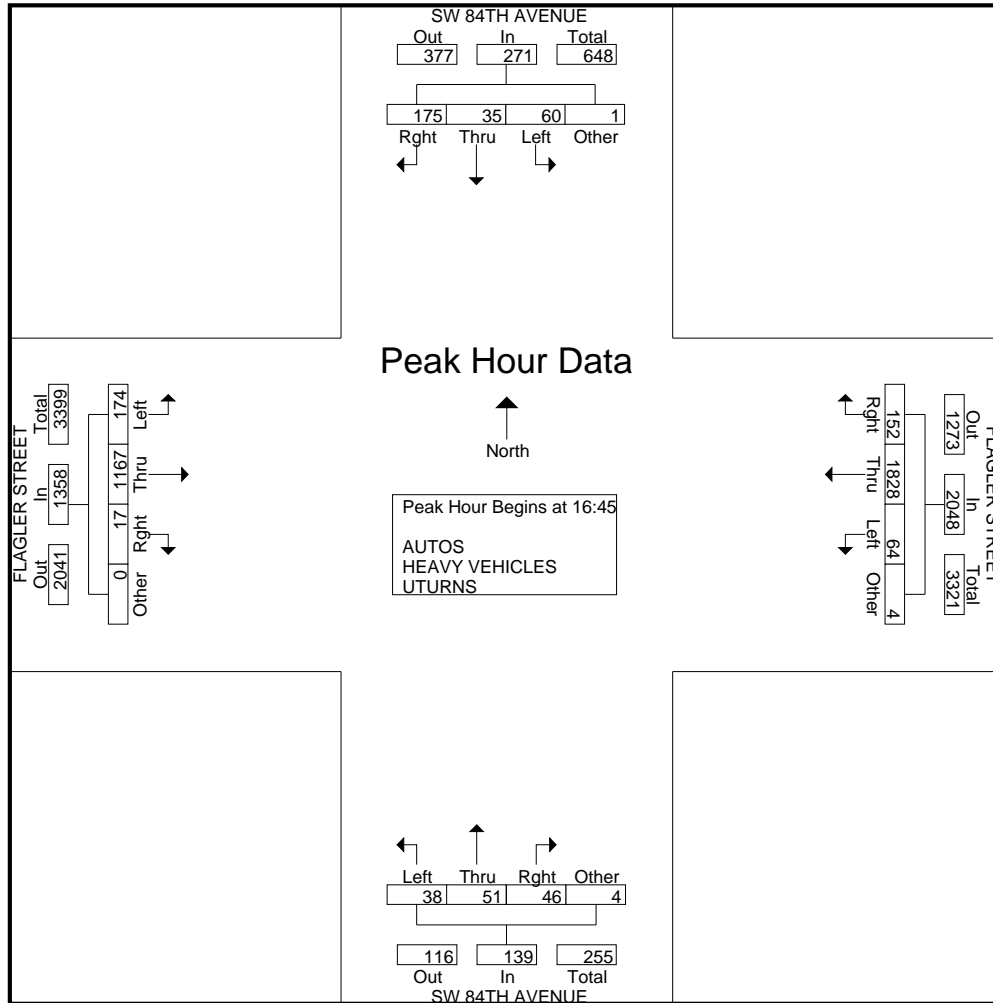 SW 84TH AVENUE
Out In Total
377 271 648
175 35 60 1
Rght Thru Left Other
Peak Hour Data
North
Peak Hour Begins at 16:45
AUTOS
HEAVY VEHICLES
UTURNS
FLAGLER STREET
Out In Total
2041 1358 3399
0 17 1167 174
Other Rght Thru Left
FLAGLER STREET
Out In Total
1273 2048 3321
152 1828 64 4
Rght Thru Left Other
Left Thru Rght Other
38 51 46 4
116 139 255
Out In Total
SW 84TH AVENUE